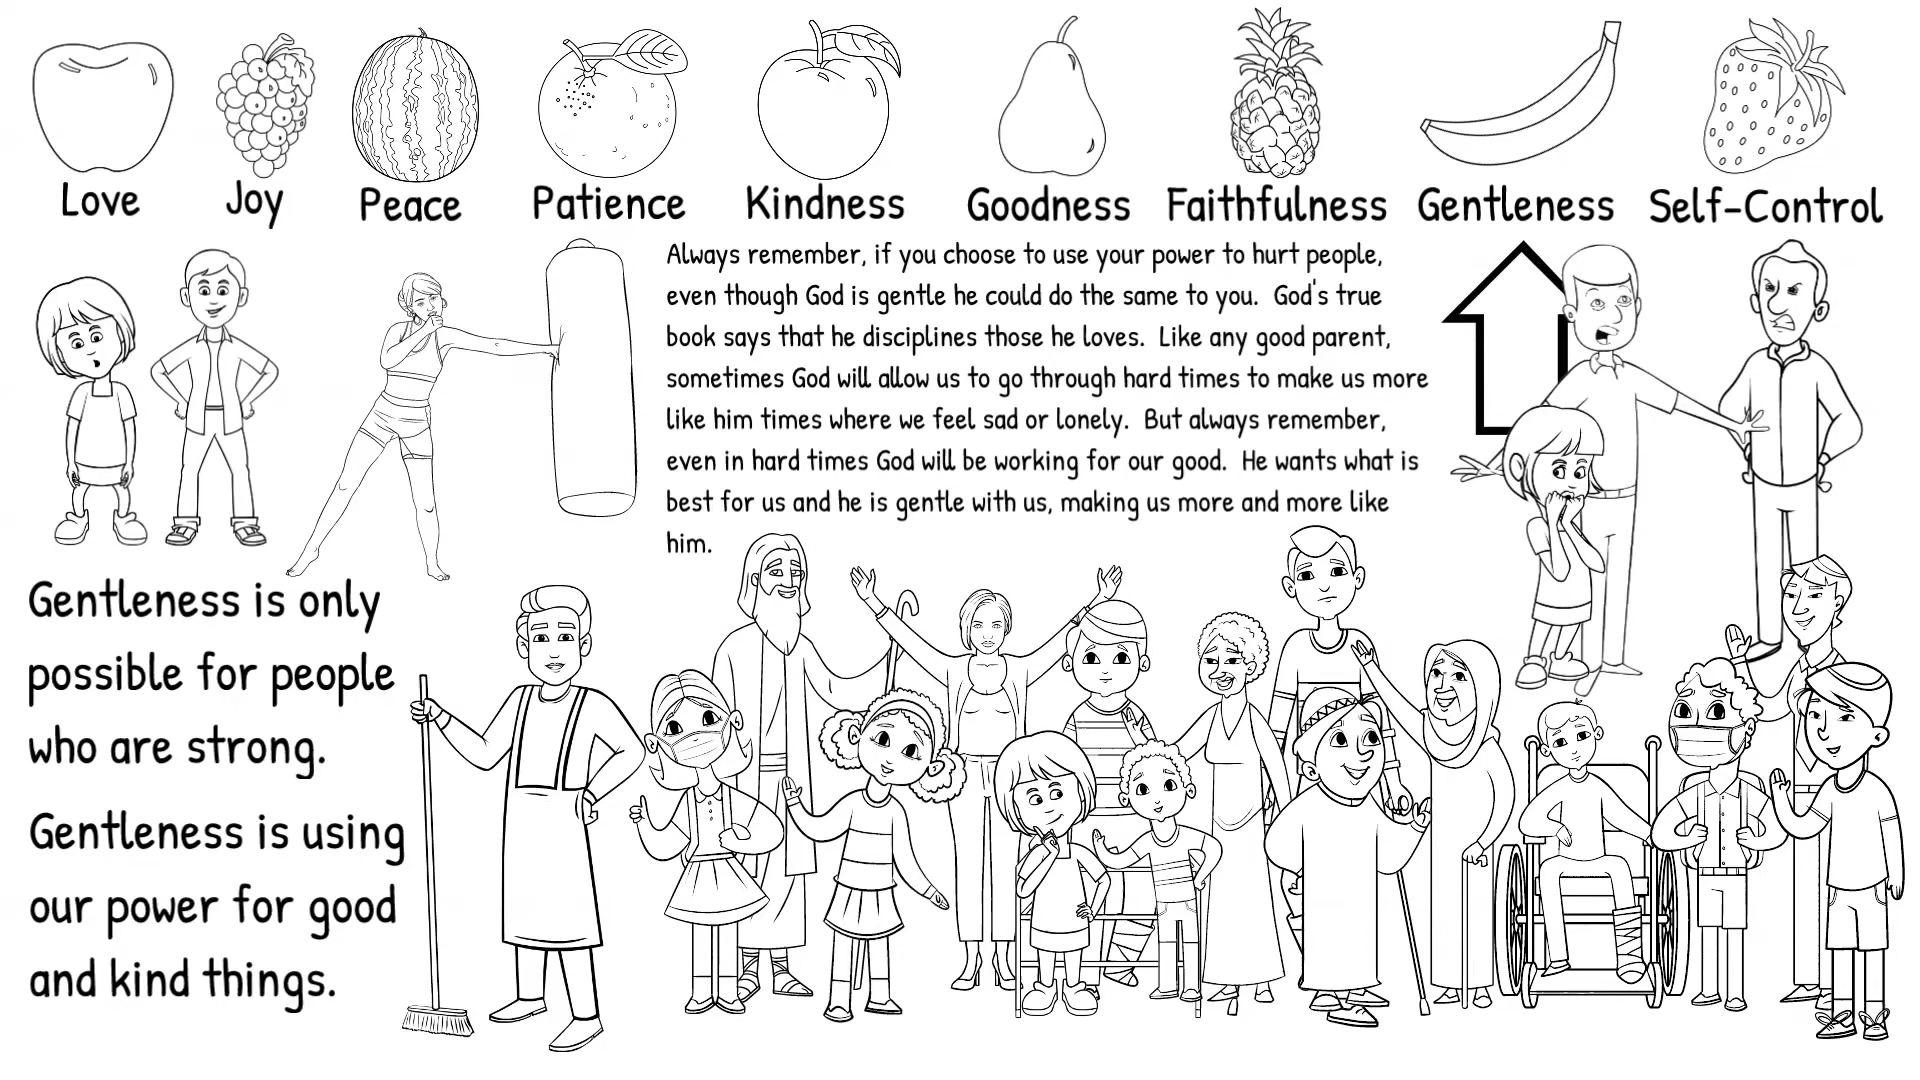 Love Joy Peace Patience Kindness Goodness Faithfulness Gentleness Self-Control
Always remember, if you choose to use your power to hurt people,
even though God is gentle he could do the same to you.  God's true
book says that he disciplines those he loves.  Like any good parent,
sometimes God will allow us to go through hard times to make us more
like him times where we feel sad or lonely.  But always remember,
even in hard times God will be working for our good.  He wants what is
best for us and he is gentle with us, making us more and more like
him.
Gentleness is only
possible for people
who are strong.
Gentleness is using
our power for good
and kind things.